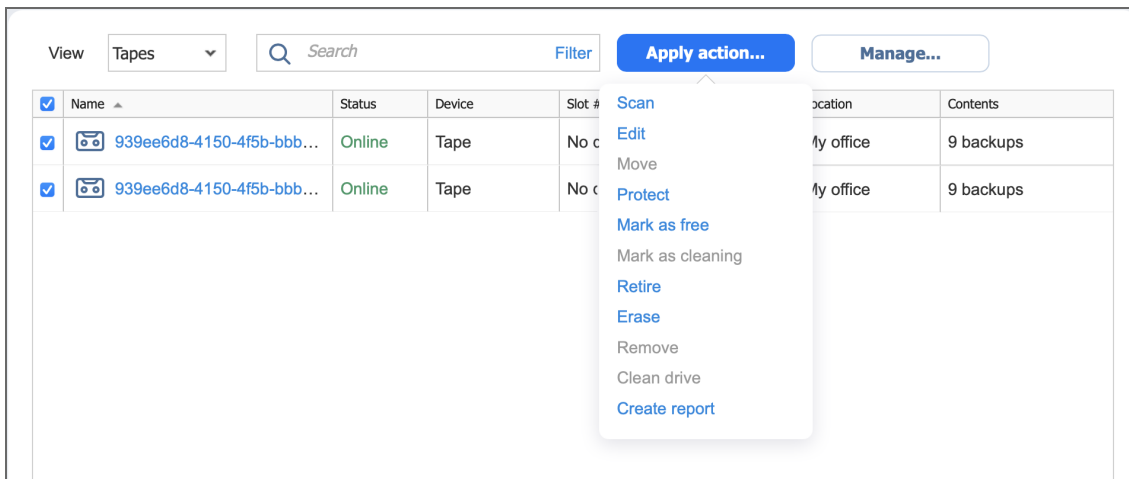 View Tapes Search Filter Apply action... Manage...
Name Status Device Slot # ocation Contents
939ee6d8-4150-4f5b-bbb... Online Tape No My office 9 backups
939ee6d8-4150-4f5b-bbb... Online Tape No My office 9 backups
Scan
Edit
Move
Protect
Mark as free
Mark as cleaning
Retire
Erase
Remove
Clean drive
Create report